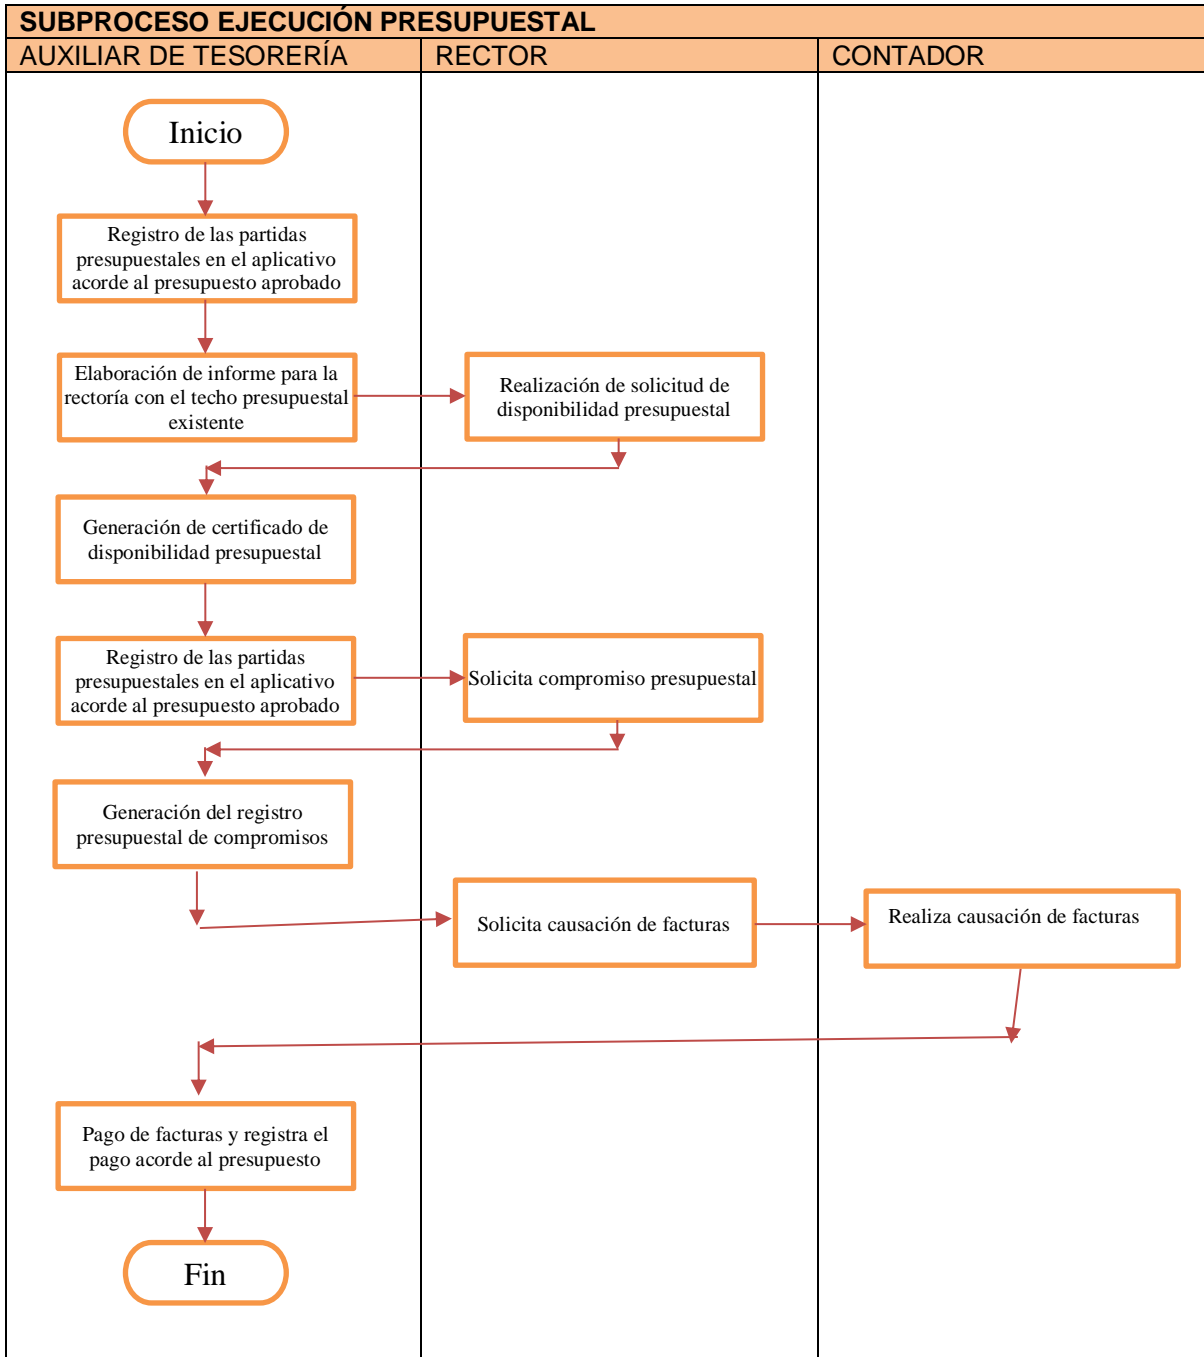 SUBPROCESO EJECUCIÓN PRESUPUESTAL
AUXILIAR DE TESORERÍA
RECTOR
CONTADOR
Inicio
Registro de las partidas
presupuestales en el aplicativo
acorde al presupuesto aprobado
Elaboración de informe para la
rectoría con el techo presupuestal
existente
Realización de solicitud de
disponibilidad presupuestal
Generación de certificado de
disponibilidad presupuestal
Registro de las partidas
presupuestales en el aplicativo
acorde al presupuesto aprobado
Solicita compromiso presupuestal
Generación del registro
presupuestal de compromisos
Solicita causación de facturas
Realiza causación de facturas
Pago de facturas y registra el
pago acorde al presupuesto
Fin